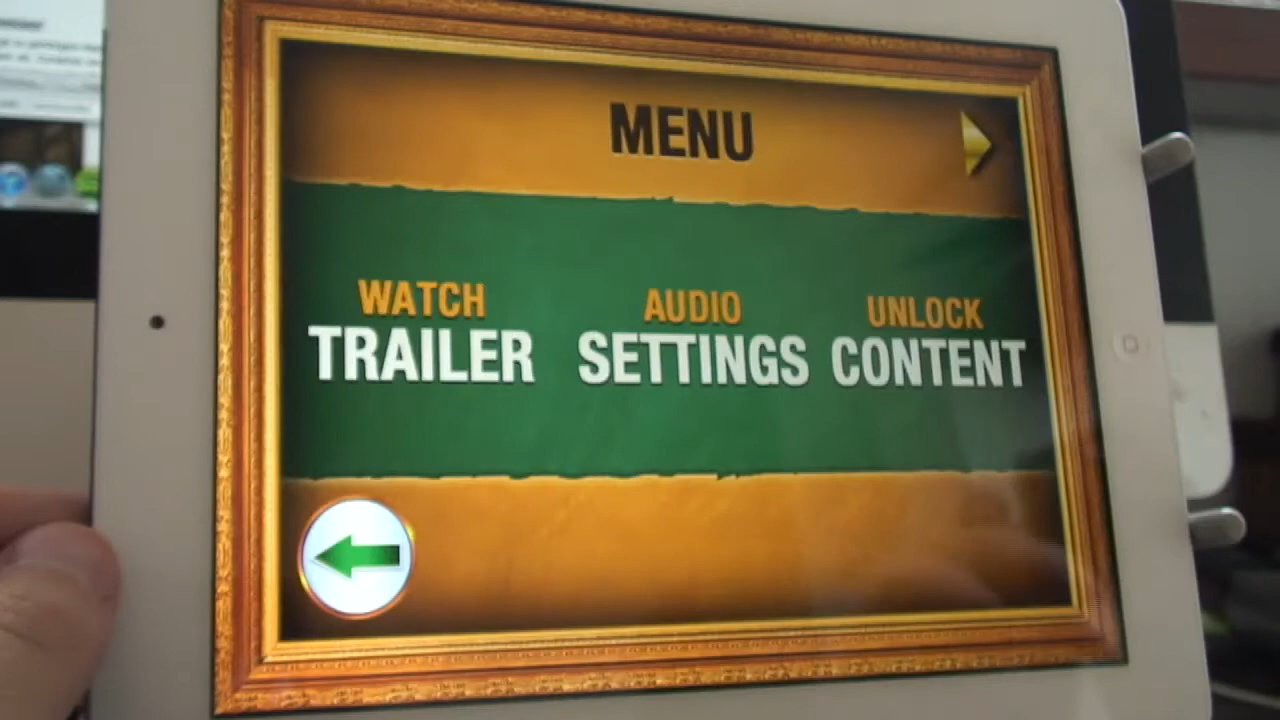 MENU
WATCH
TRAILER
AUDIO
SETTINGS
UNLOCK
CONTENT